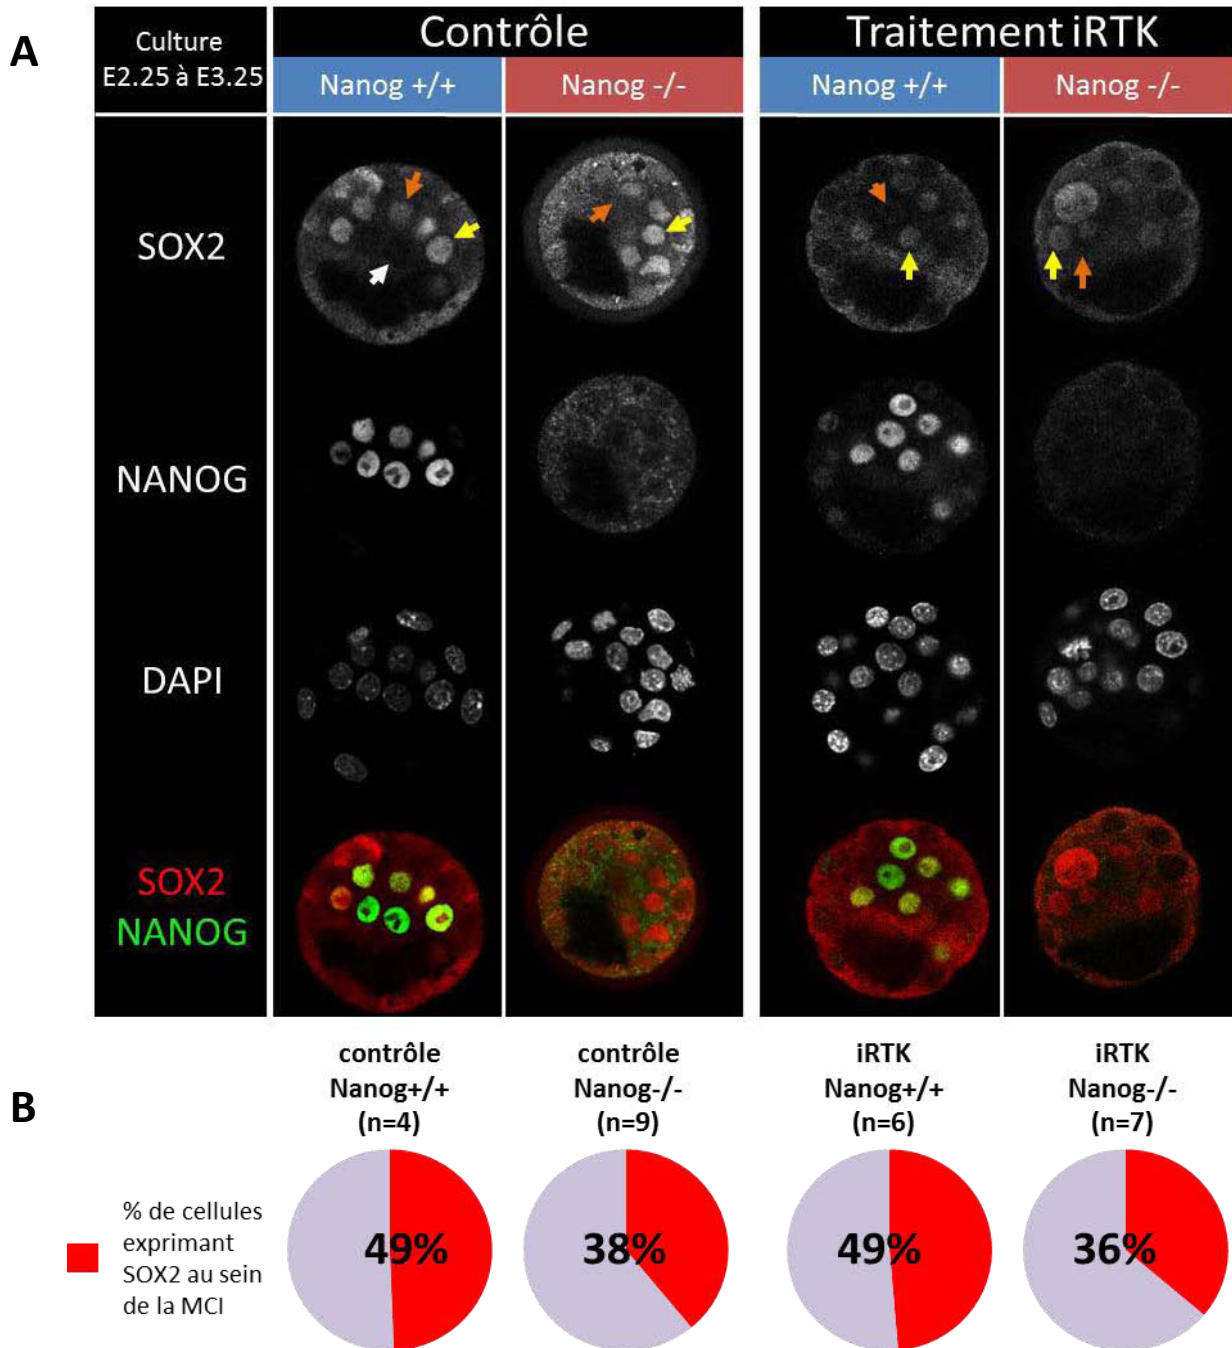 A
Culture
E2.25 à E3.25
Contrôle
Traitement iRTK
Nanog +/+
Nanog -/-
Nanog +/+
Nanog -/-
SOX2
NANOG
DAPI
SOX2
NANOG
B
contrôle
Nanog+/+
(n=4)
contrôle
Nanog-/-
(n=9)
iRTK
Nanog+/+
(n=6)
iRTK
Nanog-/-
(n=7)
% de cellules
exprimant
SOX2 au sein
de la MCI
49%
38%
49%
36%